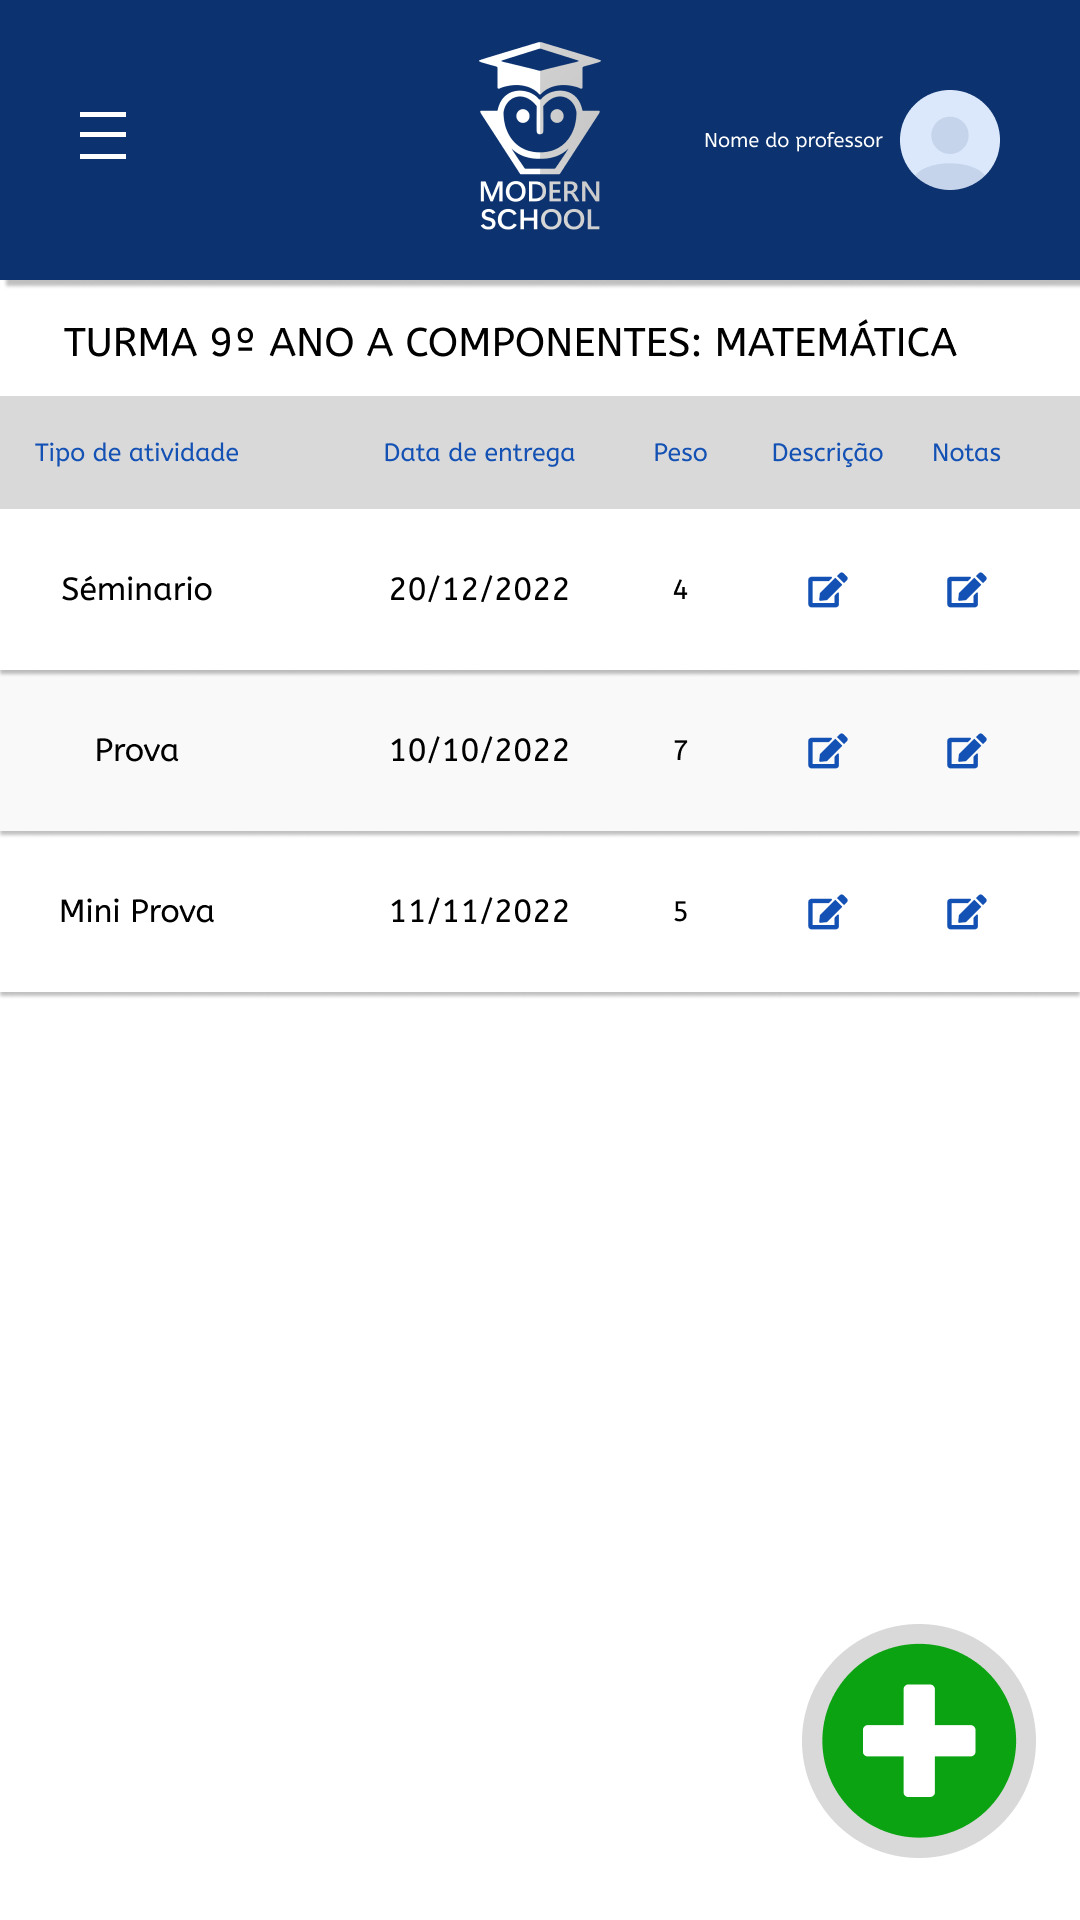 MODERN
SCHOOL
Nome do professor
TURMA 9º ANO A COMPONENTES: MATEMÁTICA
Tipo de atividade Data de entrega Peso Descrição Notas
Séminario 20/12/2022 4
Prova 10/10/2022 7
Mini Prova 11/11/2022 5